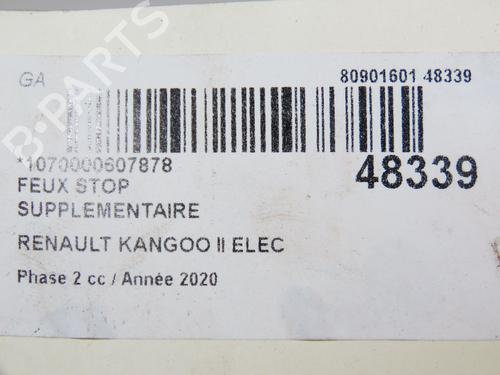 GA
80901601 48339
*1070000607878
48339
FEUX STOP
SUPPLEMENTAIRE
RENAULT KANGOO II ELEC
Phase 2 cc / Année 2020
B-PARTS